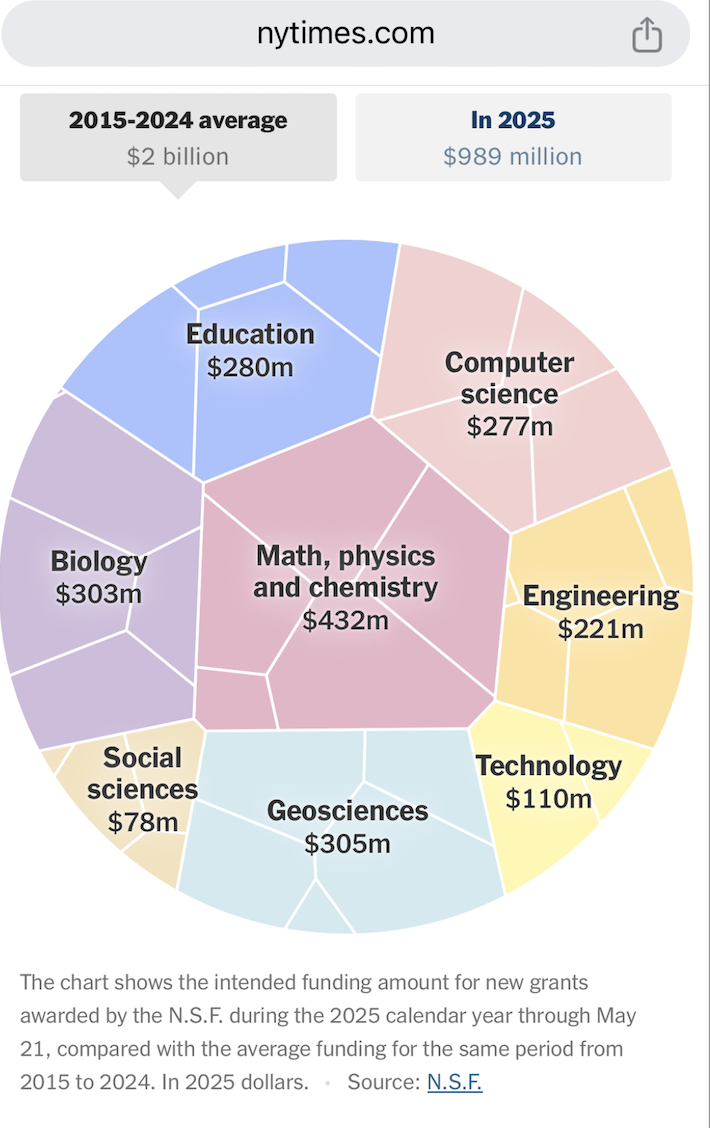 nytimes.com
2015-2024 average
$2 billion
In 2025
$989 million
Education
$280m
Computer
science
$277m
Math, physics
and chemistry
$432m
Biology
$303m
Engineering
$221m
Social
sciences
$78m
Geosciences
$305m
Technology
$110m
The chart shows the intended funding amount for new grants
awarded by the N.S.F. during the 2025 calendar year through May
21, compared with the average funding for the same period from
2015 to 2024. In 2025 dollars. • Source: N.S.F.